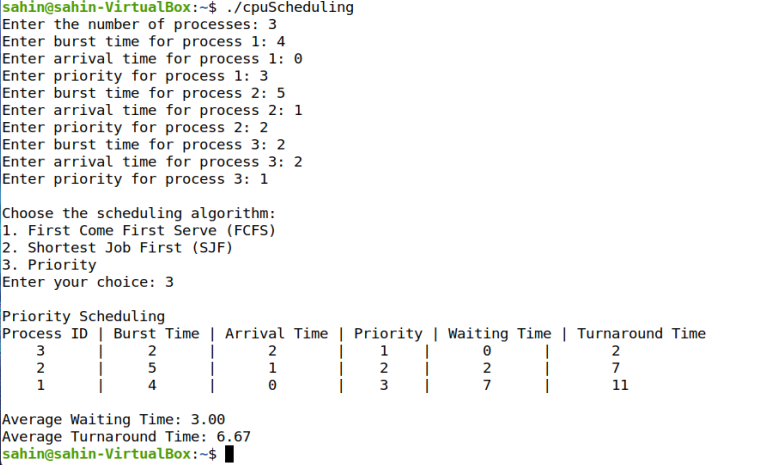 sahin@sahin-VirtualBox:~$ ./cpuScheduling
Enter the number of processes: 3
Enter burst time for process 1: 4
Enter arrival time for process 1: 0
Enter priority for process 1: 3
Enter burst time for process 2: 5
Enter arrival time for process 2: 1
Enter priority for process 2: 2
Enter burst time for process 3: 2
Enter arrival time for process 3: 2
Enter priority for process 3: 1

Choose the scheduling algorithm:
1. First Come First Serve (FCFS)
2. Shortest Job First (SJF)
3. Priority
Enter your choice: 3

Priority Scheduling
Process ID | Burst Time | Arrival Time | Priority | Waiting Time | Turnaround Time
3 | 2 | 2 | 1 | 0 | 2
2 | 5 | 1 | 2 | 2 | 7
1 | 4 | 0 | 3 | 7 | 11

Average Waiting Time: 3.00
Average Turnaround Time: 6.67
sahin@sahin-VirtualBox:~$